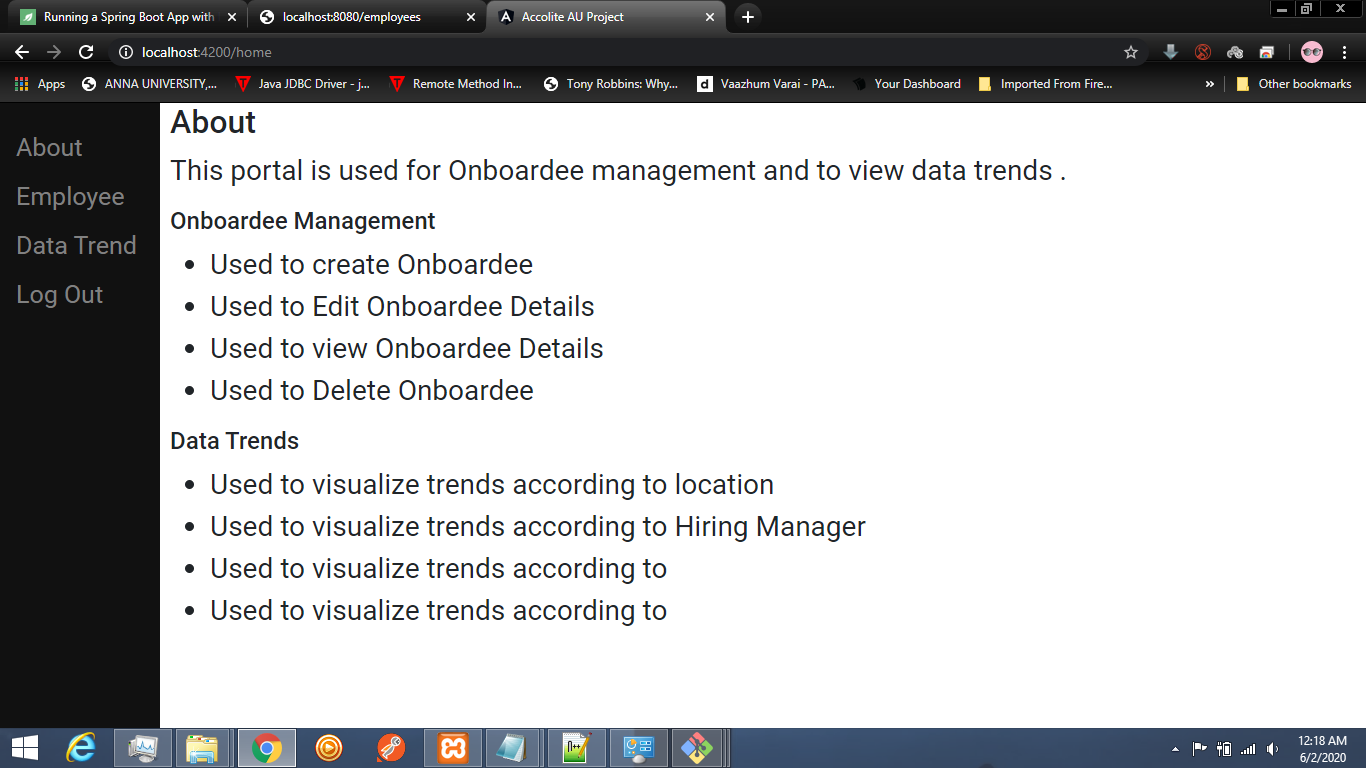 Running a Spring Boot App with
localhost:8080/employees
Accolite AU Project
localhost:4200/home
Apps
ANNA UNIVERSITY,...
Java JDBC Driver - j...
Remote Method In...
Tony Robbins: Why...
Vaazhum Varai - PA...
Your Dashboard
Imported From Fire...
»
Other bookmarks
About
Employee
Data Trend
Log Out
About
This portal is used for Onboardee management and to view data trends .
Onboardee Management
• Used to create Onboardee
• Used to Edit Onboardee Details
• Used to view Onboardee Details
• Used to Delete Onboardee
Data Trends
• Used to visualize trends according to location
• Used to visualize trends according to Hiring Manager
• Used to visualize trends according to
• Used to visualize trends according to
12:18 AM
6/2/2020